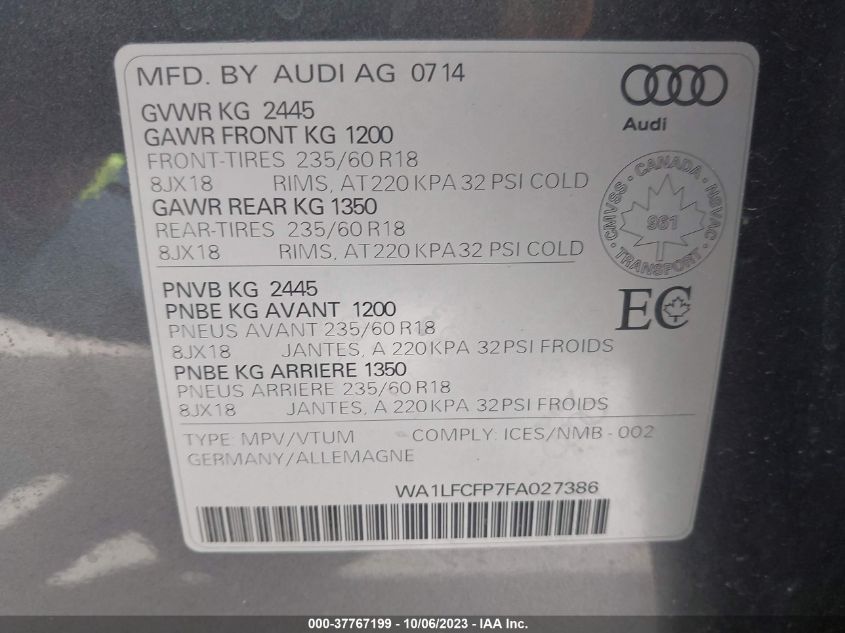 MFD. BY AUDI AG 07 14
Audi
GVWR KG 2445
GAWR FRONT KG 1200
FRONT-TIRES 235/60 R18
8JX18 RIMS, AT 220 KPA 32 PSI COLD
GAWR REAR KG 1350
REAR-TIRES 235/60 R18
8JX18 RIMS, AT 220 KPA 32 PSI COLD
CMVSS - CANADA - NSVAC
961
TRANSPORT
PNVB KG 2445
PNBE KG AVANT 1200
PNEUS AVANT 235/60 R18
8JX18 JANTES, A 220 KPA 32 PSI FROIDS
PNBE KG ARRIERE 1350
PNEUS ARRIERE 235/60 R18
8JX18 JANTES, A 220 KPA 32 PSI FROIDS
EC
TYPE: MPV/VTUM COMPLY: ICES/NMB - 002
GERMANY/ALLEMAGNE
WA1LFCFP7FA027386
000-37767199 - 10/06/2023 - IAA Inc.